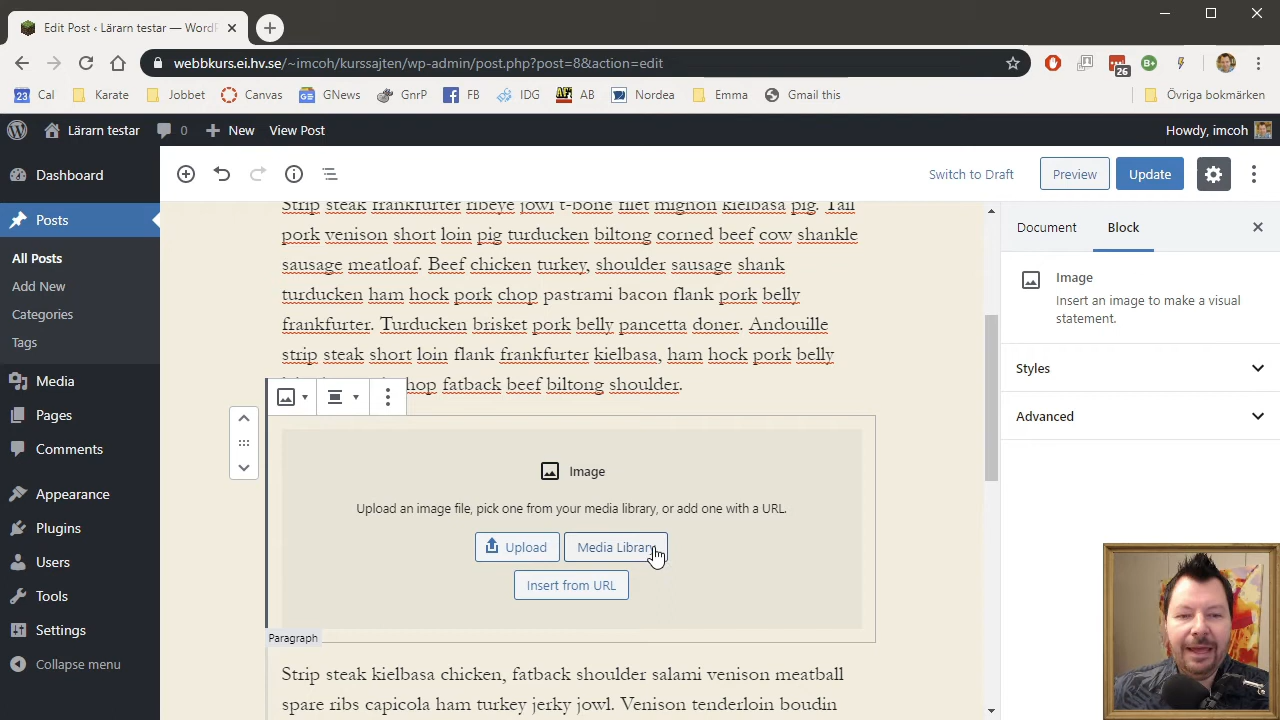 Edit Post ‹ Lärarn testar — WordP
webbkurs.ei.hv.se/~imcoh/kurssajten/wp-admin/post.php?post=8&action=edit
26
23 Cal Karate Jobbet Canvas GNews GnrP FB IDG AB Nordea Emma Gmail this Övriga bokmärken
Lärarn testar 0 New View Post Howdy, imcoh
Dashboard
Posts
All Posts
Add New
Categories
Tags
Media
Pages
Comments
Appearance
Plugins
Users
Tools
Settings
Collapse menu
Switch to Draft Preview Update
Strip steak frankfurter ribeye jowl t-bone filet mignon kielbasa pig. Tail
pork venison short loin pig turducken biltong corned beef cow shankle
sausage meatloaf. Beef chicken turkey, shoulder sausage shank
turducken ham hock pork chop pastrami bacon flank pork belly
frankfurter. Turducken brisket pork belly pancetta doner. Andouille
strip steak short loin flank frankfurter kielbasa, ham hock pork belly
hop fatback beef biltong shoulder.
Image
Upload an image file, pick one from your media library, or add one with a URL.
Upload Media Library
Insert from URL
Paragraph
Strip steak kielbasa chicken, fatback shoulder salami venison meatball
spare ribs capicola ham turkey jerky jowl. Venison tenderloin boudin
Document Block
Image
Insert an image to make a visual
statement.
Styles
Advanced